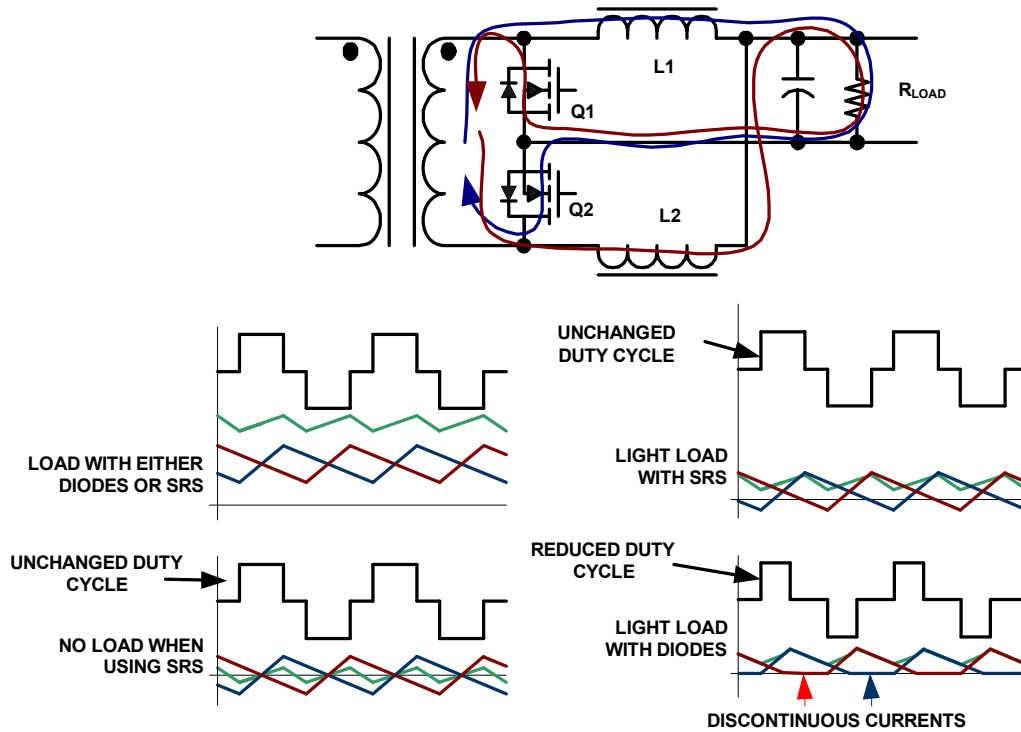 L1
Q1
R_LOAD
Q2
L2
LOAD WITH EITHER
DIODES OR SRS
UNCHANGED
DUTY CYCLE
LIGHT LOAD
WITH SRS
UNCHANGED DUTY
CYCLE
NO LOAD WHEN
USING SRS
REDUCED DUTY
CYCLE
LIGHT LOAD
WITH DIODES
DISCONTINUOUS CURRENTS